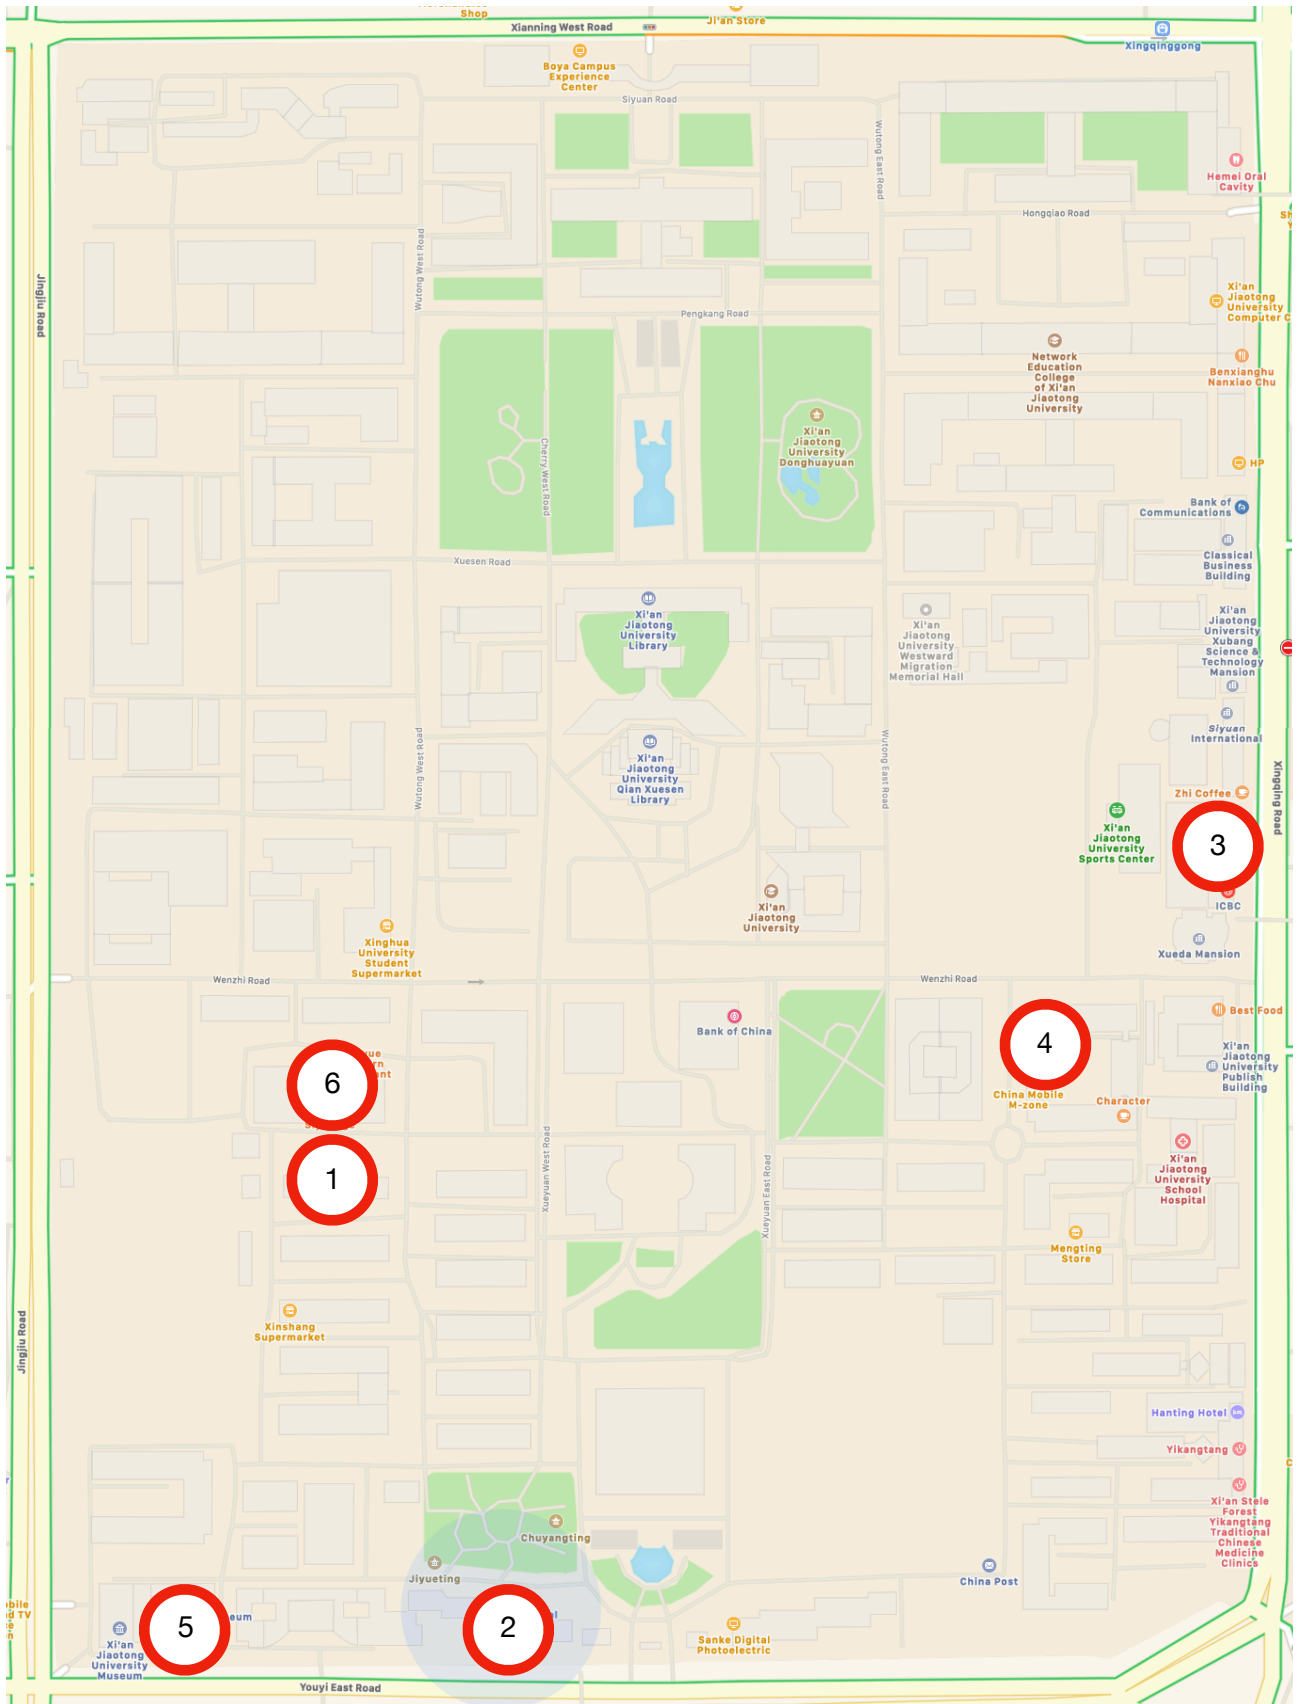 Shop
Ji'an Store
Xianning West Road
Xingqinggong
Boya Campus
Experience
Center
Siyuan Road
Wutong East Road
Hemei Oral
Cavity
Hongqiao Road
Wutong West Road
Jingjiu Road
Xi'an
Jiaotong
University
Computer C
Pengkang Road
Network
Education
College
of Xi'an
Jiaotong
University
Benxianghu
Nanxiao Chu
Xi'an
Jiaotong
University
Donghuayuan
Cherry West Road
HP
Bank of
Communications
Classical
Business
Building
Xuesen Road
Xi'an
Jiaotong
University
Library
Xi'an
Jiaotong
University
Westward
Migration
Memorial Hall
Xi'an
Jiaotong
University
Xubang
Science &
Technology
Mansion
Siyuan
International
Wutong West Road
Wutong East Road
Xi'an
Jiaotong
University
Qian Xuesen
Library
Xingqing Road
Zhi Coffee
Xi'an
Jiaotong
University
Sports Center
3
ICBC
Xi'an
Jiaotong
University
Xinghua
University
Student
Supermarket
Xueda Mansion
Wenzhi Road
Wenzhi Road
Bank of China
Best Food
4
Xi'an
Jiaotong
University
Publish
Building
6
China Mobile
M-zone
Character
Xueyuan West Road
Xueyuan East Road
1
Xi'an
Jiaotong
University
School
Hospital
Mengting
Store
Xinshang
Supermarket
Jingjiu Road
Hanting Hotel
Yikangtang
Xi'an Stele
Forest
Yikangtang
Traditional
Chinese
Medicine
Clinics
Chuyangting
Jiyueting
China Post
5
2
Xi'an
Jiaotong
University
Museum
Sanke Digital
Photoelectric
Youyi East Road